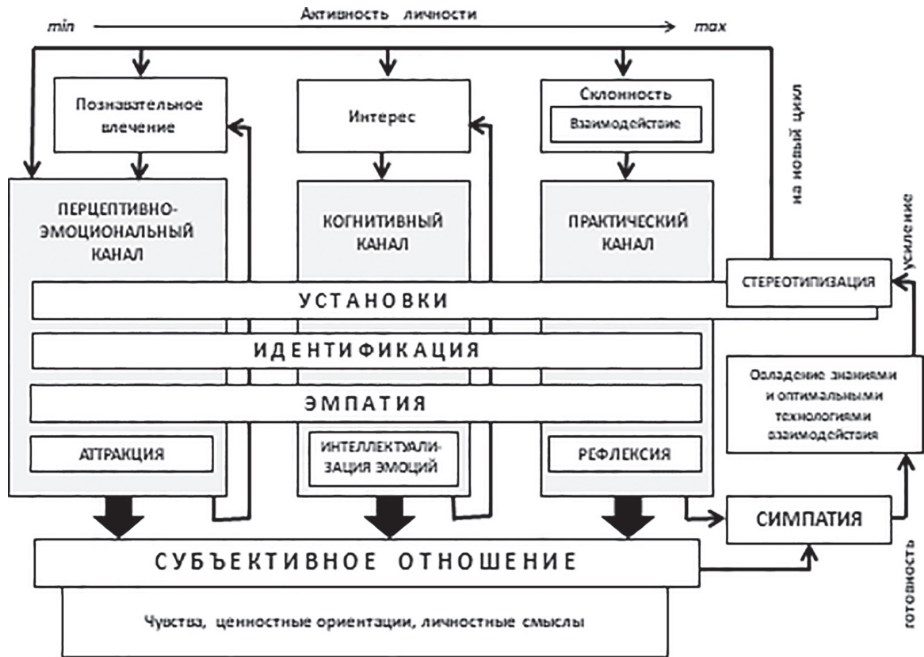 Активность личности
min
max
Познавательное
влечение
Интерес
Склонность
Взаимодействие
на новый цикл
ПЕРЦЕПТИВНО-
ЭМОЦИОНАЛЬНЫЙ
КАНАЛ
КОГНИТИВНЫЙ
КАНАЛ
ПРАКТИЧЕСКИЙ
КАНАЛ
усиление
СТЕРЕОТИПИЗАЦИЯ
УСТАНОВКИ
ИДЕНТИФИКАЦИЯ
ЭМПАТИЯ
Овладение знаниями
и оптимальными
технологиями
взаимодействия
АТТРАКЦИЯ
ИНТЕЛЛЕКТУАЛИ-
ЗАЦИЯ ЭМОЦИЙ
РЕФЛЕКСИЯ
СИМПАТИЯ
готовность
СУБЪЕКТИВНОЕ ОТНОШЕНИЕ
Чувства, ценностные ориентации, личностные смыслы